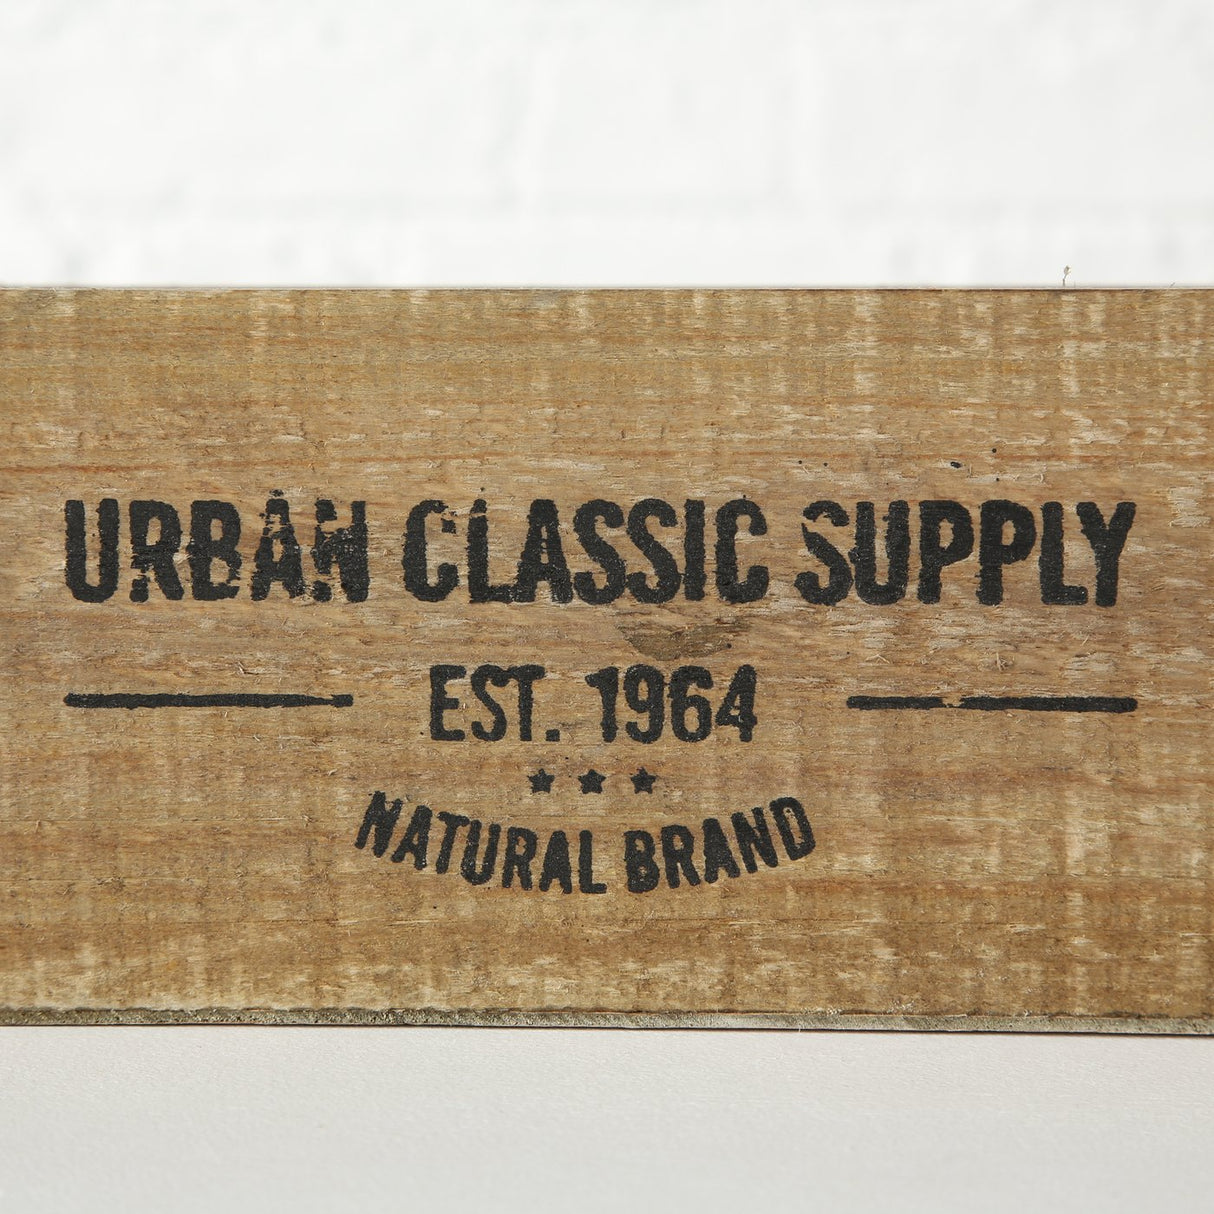 URBAN CLASSIC SUPPLY
EST. 1964
NATURAL BRAND